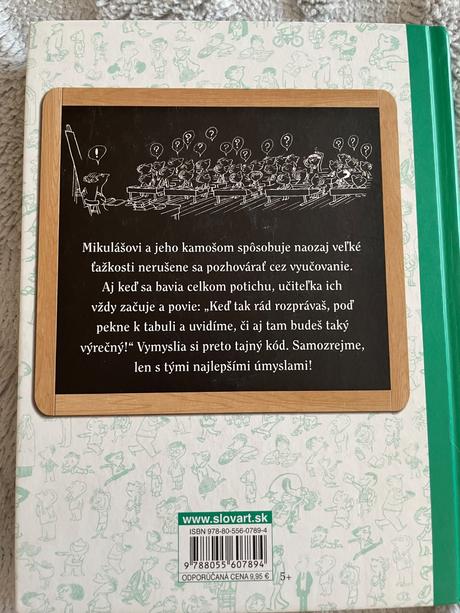 Mikulášovi a jeho kamošom spôsobuje naozaj veľké
ťažkosti nerušene sa pozhovárať cez vyučovanie.
Aj keď sa bavia celkom potichu, učiteľka ich
vždy začuje a povie: „Keď tak rád rozprávaš, poď
pekne k tabuli a uvidíme, či aj tam budeš taký
výrečný!“ Vymyslia si preto tajný kód. Samozrejme,
len s tými najlepšími úmyslami!
www.slovart.sk
ISBN 978-80-556-0789-4
9 788055 607894
ODPORÚČANÁ CENA 9,95 €
5+